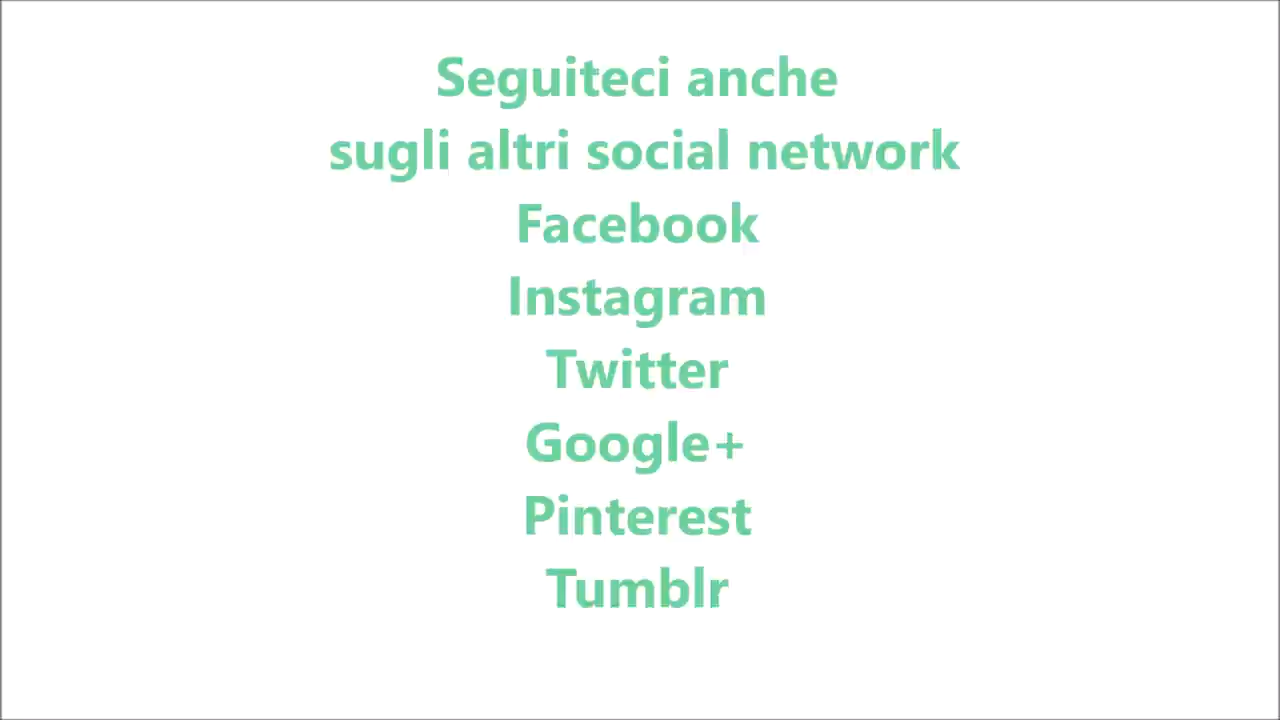 Seguiteci anche
sugli altri social network
Facebook
Instagram
Twitter
Google+
Pinterest
Tumblr